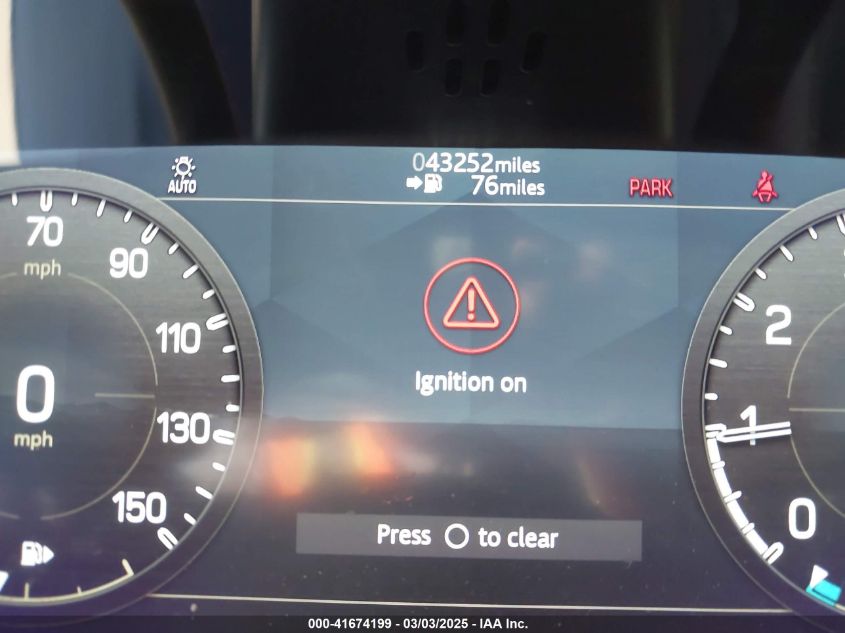 AUTO
043252miles
76miles
PARK
70
mph
90
110
130
150
0
mph
Ignition on
Press O to clear
2
1
0
000-41674199 - 03/03/2025 - IAA Inc.